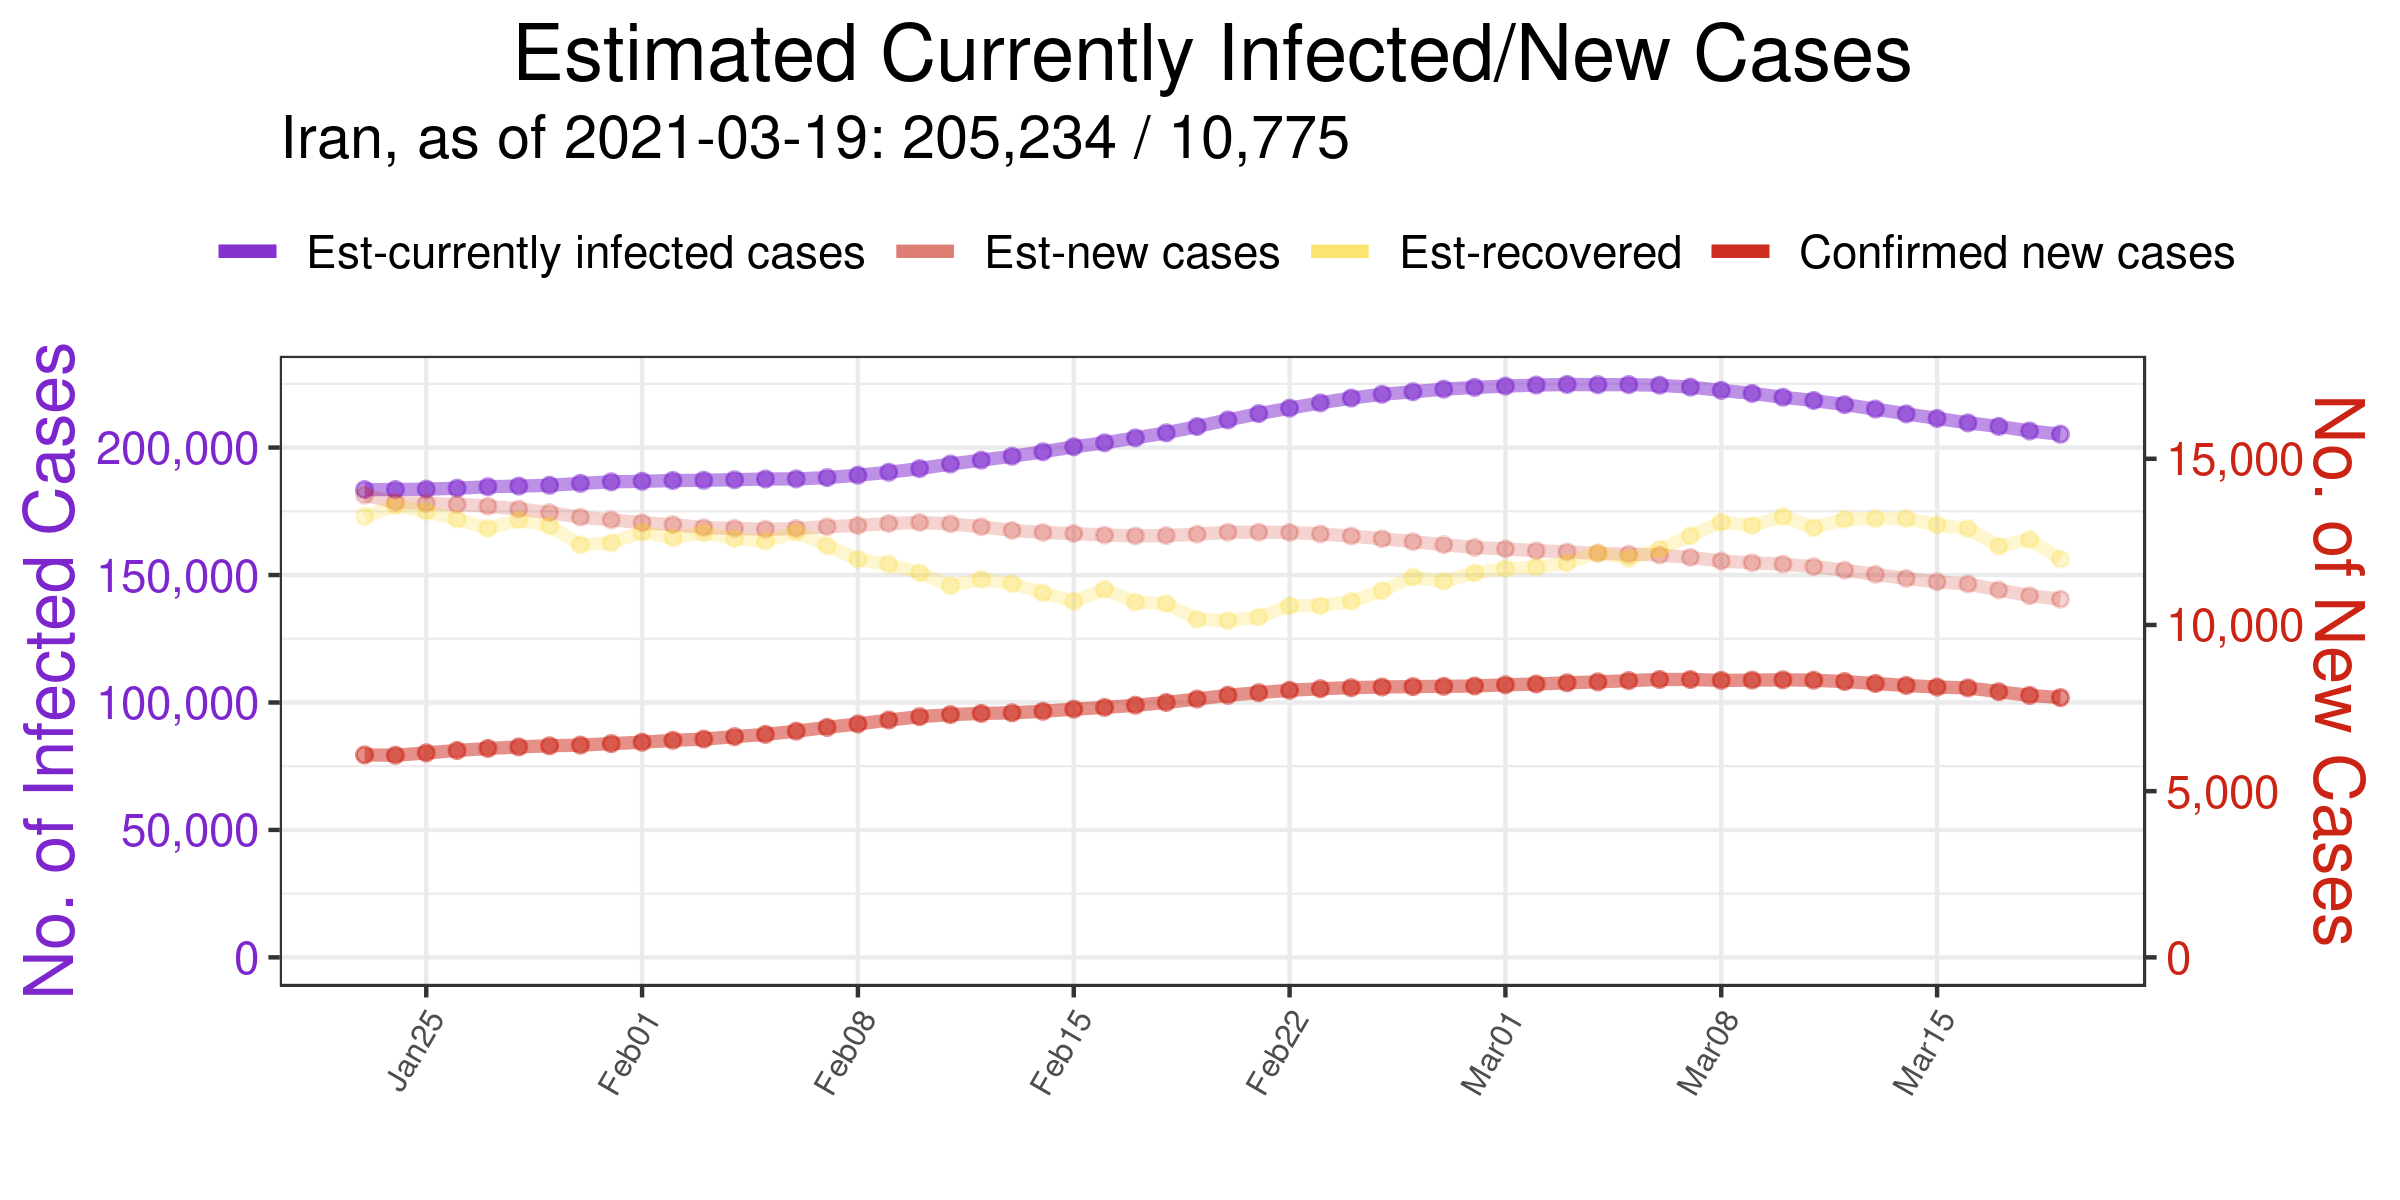 Estimated Currently Infected/New Cases
Iran, as of 2021-03-19: 205,234 / 10,775
Est-currently infected cases Est-new cases Est-recovered Confirmed new cases
No. of Infected Cases
200,000
150,000
100,000
50,000
0
15,000
10,000
5,000
0
No. of New Cases
Jan25 Feb01 Feb08 Feb15 Feb22 Mar01 Mar08 Mar15